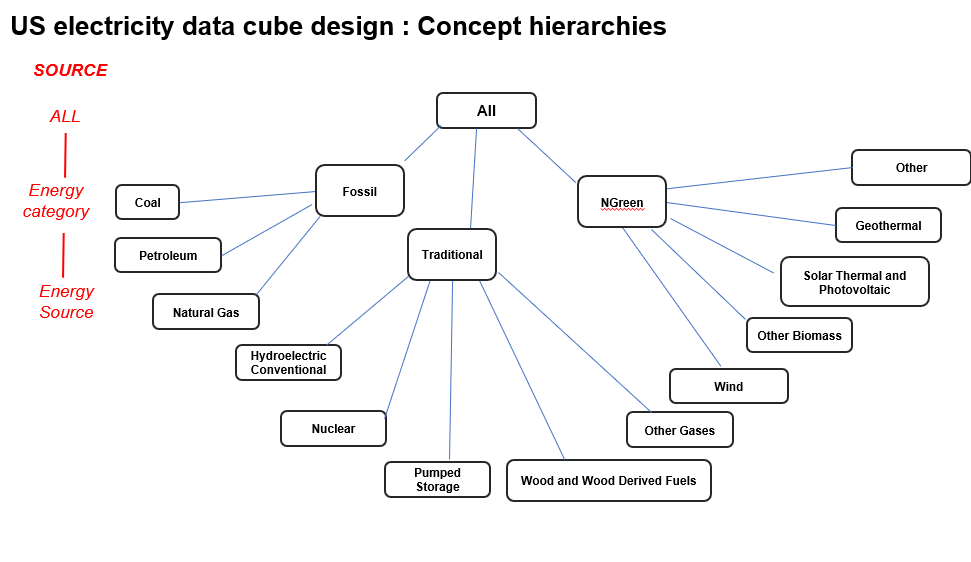 US electricity data cube design : Concept hierarchies
SOURCE
ALL
Energy
category
Energy
Source
All
Fossil
NGreen
Traditional
Coal
Petroleum
Natural Gas
Hydroelectric
Conventional
Nuclear
Pumped
Storage
Wood and Wood Derived Fuels
Other Gases
Wind
Other Biomass
Solar Thermal and
Photovoltaic
Geothermal
Other